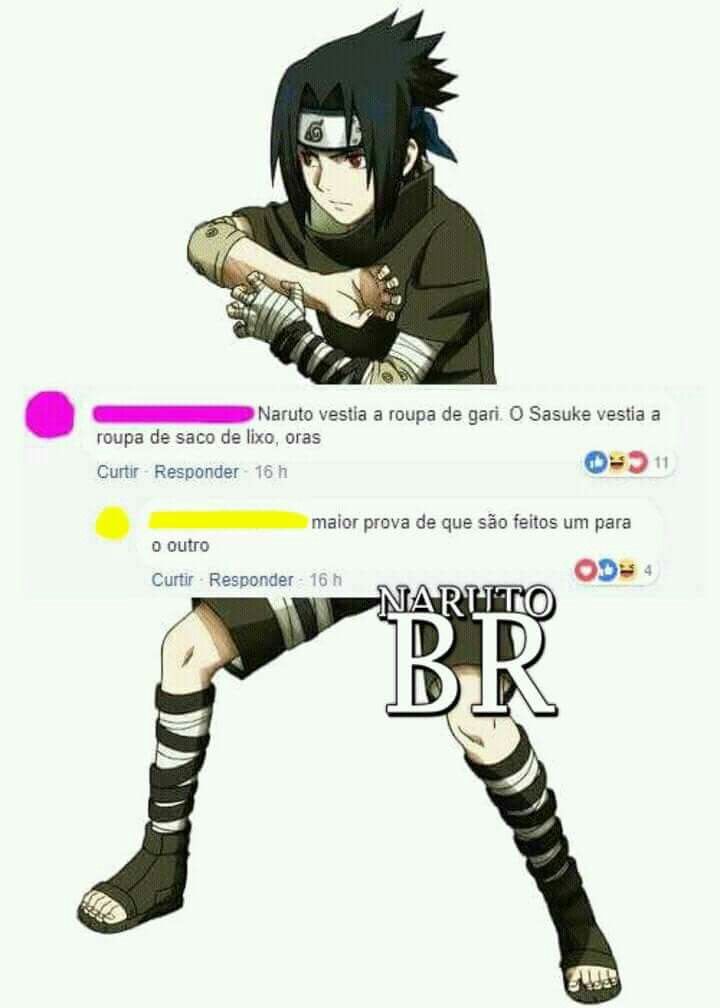 Naruto vestia a roupa de gari. O Sasuke vestia a
roupa de saco de lixo, oras
Curtir · Responder · 16 h
11
maior prova de que são feitos um para
o outro
Curtir · Responder · 16 h
4
NARUTO
BR